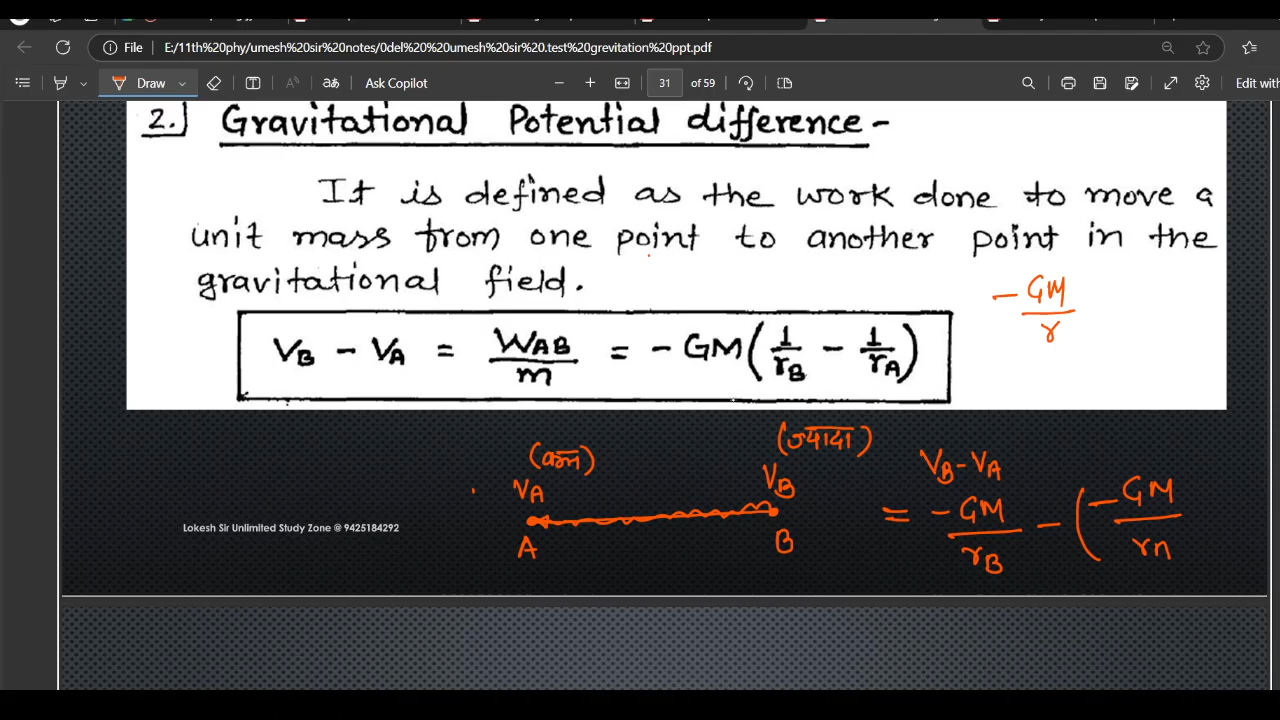 File E:/11th%20phy/umesh%20sir%20notes/0del%20%20umesh%20sir%20.test%20grevitation%20ppt.pdf
Draw aあ Ask Copilot 31 of 59 Edit with
2.] Gravitational Potential difference-
It is defined as the work done to move a
unit mass from one point to another point in the
gravitational field.
- GM/r
VB - VA = WAB/m = - GM(1/rB - 1/rA)
(कम) (ज्यादा)
VA VB
A B
VB - VA
= - GM/rB - (- GM/rn
Lokesh Sir Unlimited Study Zone @ 9425184292